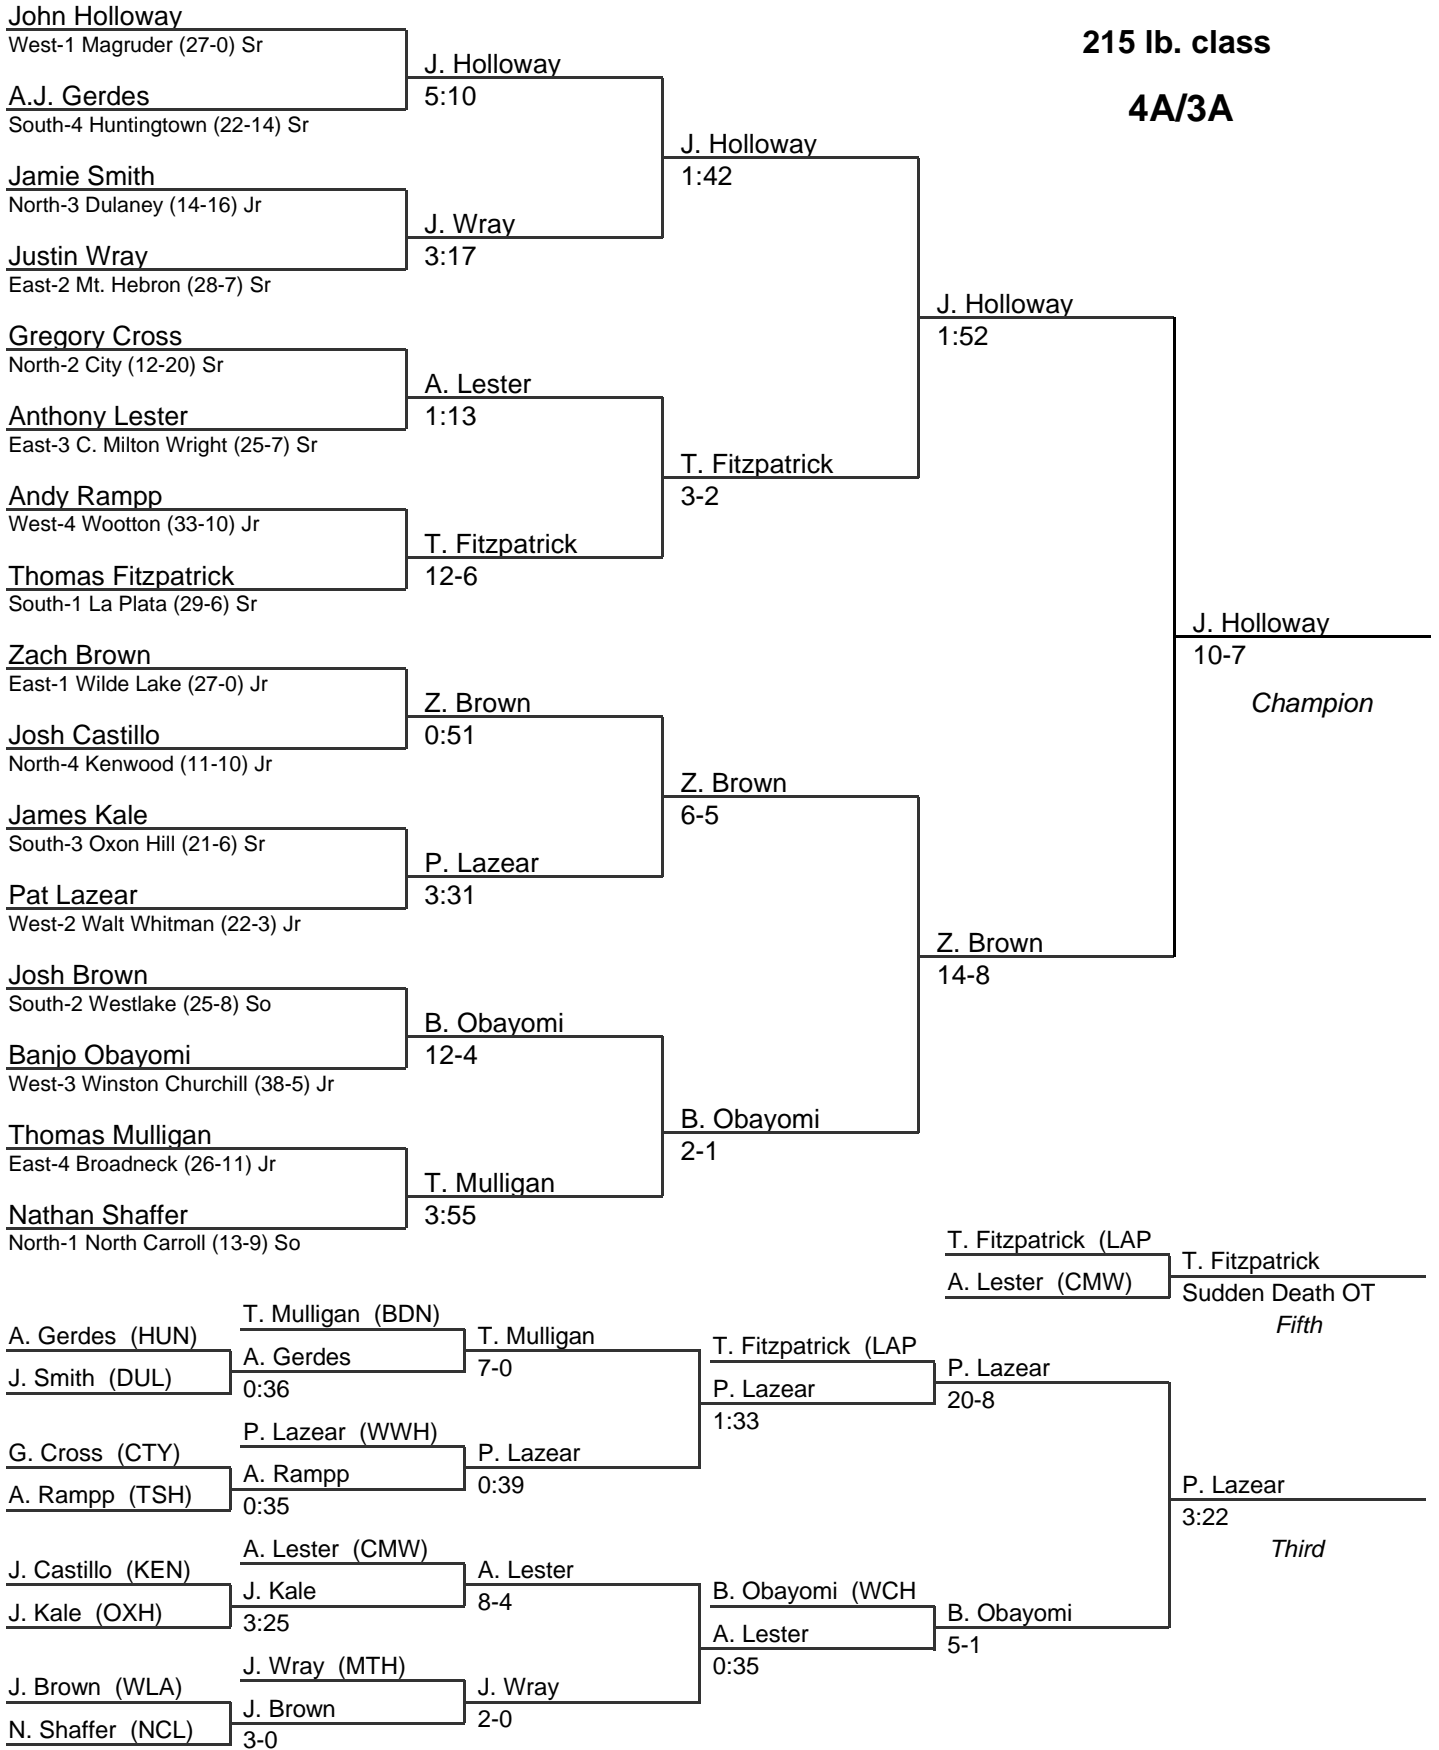 215 lb. class
4A/3A
John Holloway
West-1 Magruder (27-0) Sr
A.J. Gerdes
South-4 Huntingtown (22-14) Sr
Jamie Smith
North-3 Dulaney (14-16) Jr
Justin Wray
East-2 Mt. Hebron (28-7) Sr
Gregory Cross
North-2 City (12-20) Sr
Anthony Lester
East-3 C. Milton Wright (25-7) Sr
Andy Rampp
West-4 Wootton (33-10) Jr
Thomas Fitzpatrick
South-1 La Plata (29-6) Sr
Zach Brown
East-1 Wilde Lake (27-0) Jr
Josh Castillo
North-4 Kenwood (11-10) Jr
James Kale
South-3 Oxon Hill (21-6) Sr
Pat Lazear
West-2 Walt Whitman (22-3) Jr
Josh Brown
South-2 Westlake (25-8) So
Banjo Obayomi
West-3 Winston Churchill (38-5) Jr
Thomas Mulligan
East-4 Broadneck (26-11) Jr
Nathan Shaffer
North-1 North Carroll (13-9) So
J. Holloway
5:10
J. Wray
3:17
A. Lester
1:13
T. Fitzpatrick
12-6
Z. Brown
0:51
P. Lazear
3:31
B. Obayomi
12-4
T. Mulligan
3:55
J. Holloway
1:42
T. Fitzpatrick
3-2
Z. Brown
6-5
B. Obayomi
2-1
J. Holloway
1:52
Z. Brown
14-8
J. Holloway
10-7
Champion
T. Fitzpatrick (LAP
A. Lester (CMW)
T. Fitzpatrick
Sudden Death OT
Fifth
A. Gerdes (HUN)
J. Smith (DUL)
G. Cross (CTY)
A. Rampp (TSH)
J. Castillo (KEN)
J. Kale (OXH)
J. Brown (WLA)
N. Shaffer (NCL)
T. Mulligan (BDN)
A. Gerdes
0:36
P. Lazear (WWH)
A. Rampp
0:35
A. Lester (CMW)
J. Kale
3:25
J. Wray (MTH)
J. Brown
3-0
T. Mulligan
7-0
P. Lazear
0:39
A. Lester
8-4
J. Wray
2-0
T. Fitzpatrick (LAP
P. Lazear
1:33
B. Obayomi (WCH
A. Lester
0:35
P. Lazear
20-8
B. Obayomi
5-1
P. Lazear
3:22
Third